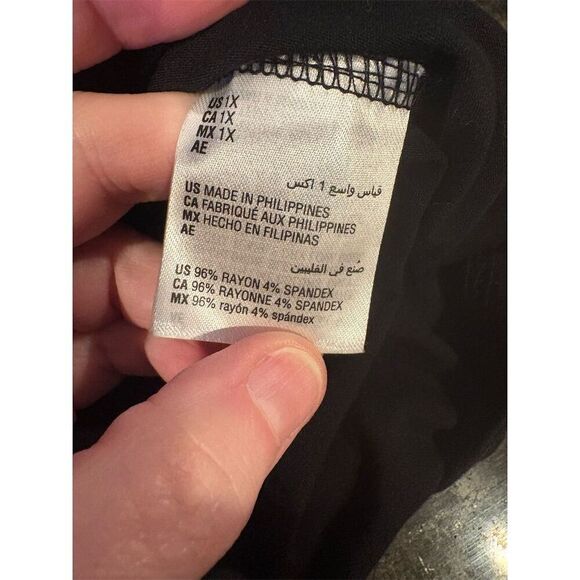 US 1X
CA 1X
MX 1X
AE
قياس واسع 1 اكس
US MADE IN PHILIPPINES
CA FABRIQUÉ AUX PHILIPPINES
MX HECHO EN FILIPINAS
AE
صُنع في الفلبين
US 96% RAYON 4% SPANDEX
CA 96% RAYONNE 4% SPANDEX
MX 96% rayón 4% spándex